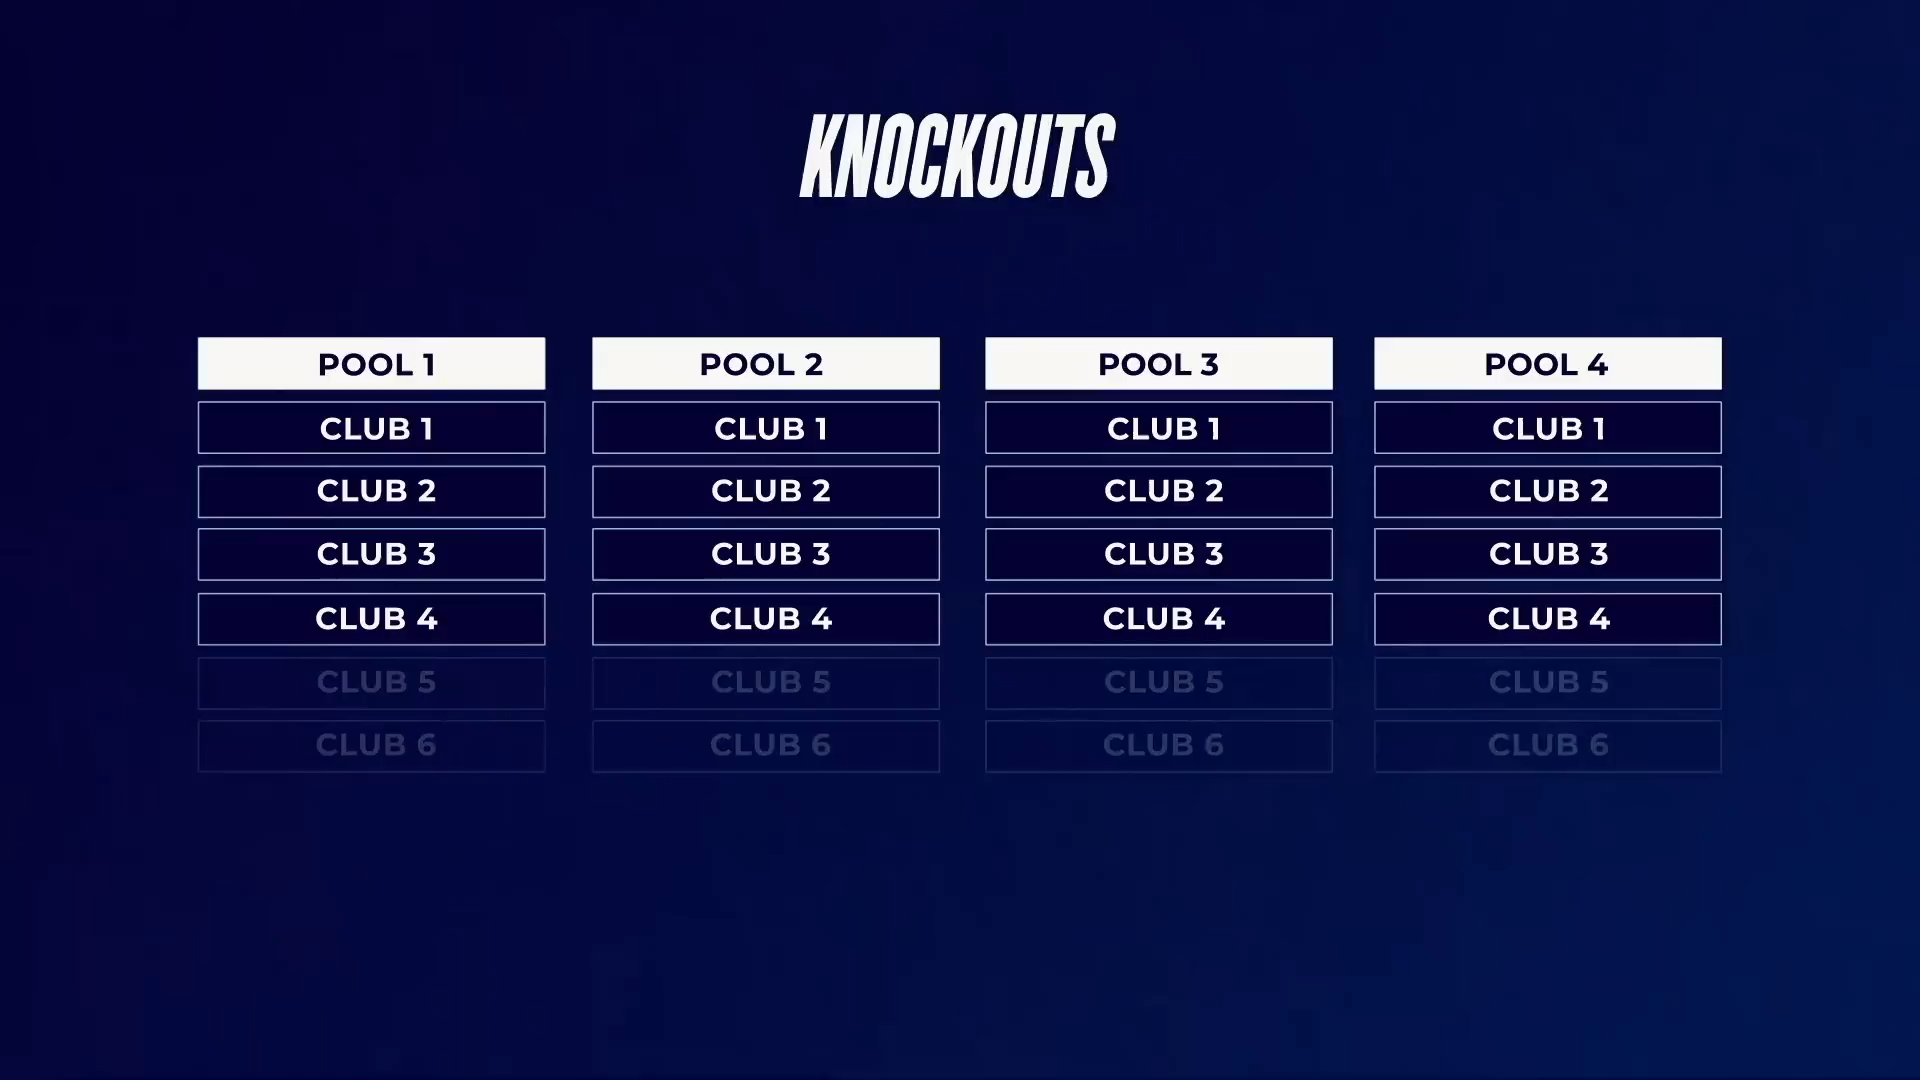 KNOCKOUTS
POOL 1 POOL 2 POOL 3 POOL 4
CLUB 1 CLUB 1 CLUB 1 CLUB 1
CLUB 2 CLUB 2 CLUB 2 CLUB 2
CLUB 3 CLUB 3 CLUB 3 CLUB 3
CLUB 4 CLUB 4 CLUB 4 CLUB 4
CLUB 5 CLUB 5 CLUB 5 CLUB 5
CLUB 6 CLUB 6 CLUB 6 CLUB 6